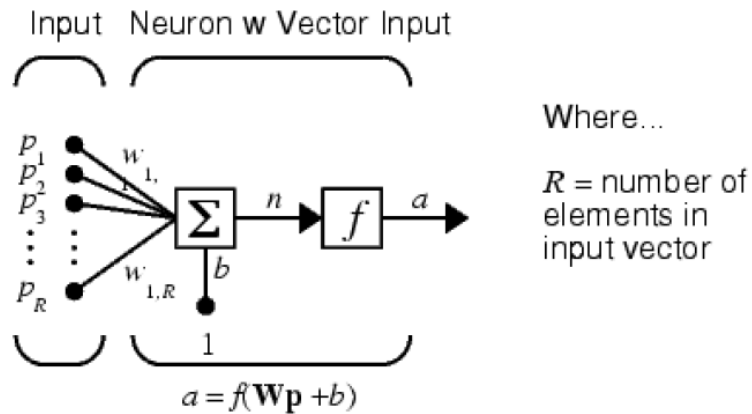 Input Neuron w Vector Input
p1
p2
p3
pR
w1,
w1,R
Σ
n
f
a
b
1
a = f(Wp +b)
Where...
R = number of
elements in
input vector